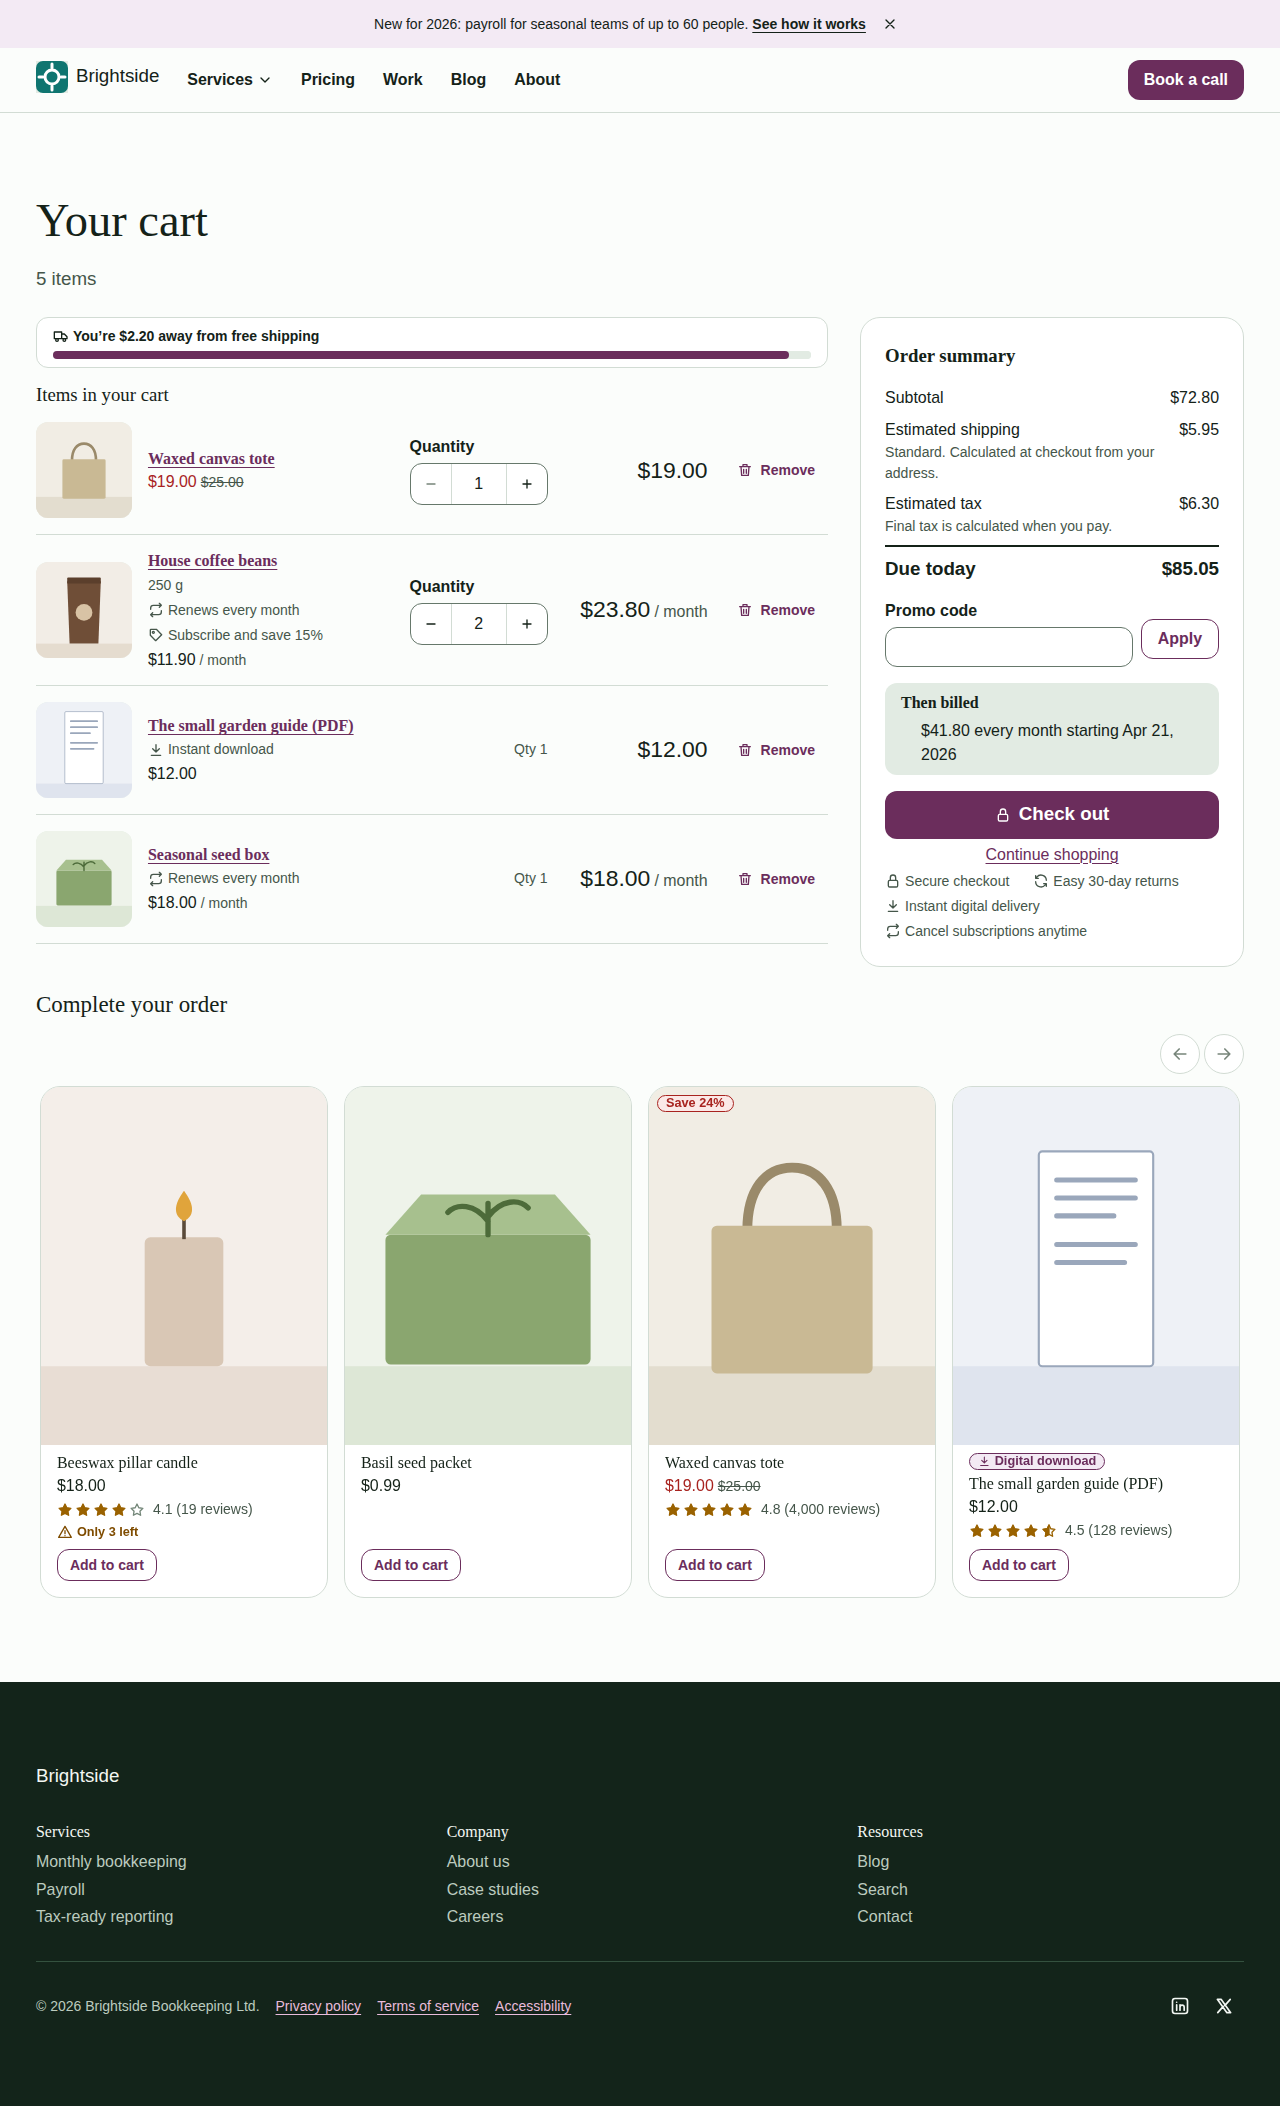 New for 2026: payroll for seasonal teams of up to 60 people. See how it works
Brightside
Services
Pricing
Work
Blog
About
Book a call
Your cart
5 items
You’re $2.20 away from free shipping
Items in your cart
Waxed canvas tote
$19.00 $25.00
Quantity
1
$19.00
Remove
House coffee beans
250 g
Renews every month
Subscribe and save 15%
$11.90 / month
Quantity
2
$23.80 / month
Remove
The small garden guide (PDF)
Instant download
$12.00
Qty 1
$12.00
Remove
Seasonal seed box
Renews every month
$18.00 / month
Qty 1
$18.00 / month
Remove
Order summary
Subtotal $72.80
Estimated shipping $5.95
Standard. Calculated at checkout from your
address.
Estimated tax $6.30
Final tax is calculated when you pay.
Due today $85.05
Promo code
Apply
Then billed
$41.80 every month starting Apr 21,
2026
Check out
Continue shopping
Secure checkout Easy 30-day returns
Instant digital delivery
Cancel subscriptions anytime
Complete your order
Beeswax pillar candle
$18.00
4.1 (19 reviews)
Only 3 left
Add to cart
Basil seed packet
$0.99
Add to cart
Save 24%
Waxed canvas tote
$19.00 $25.00
4.8 (4,000 reviews)
Add to cart
Digital download
The small garden guide (PDF)
$12.00
4.5 (128 reviews)
Add to cart
Brightside
Services
Monthly bookkeeping
Payroll
Tax-ready reporting
Company
About us
Case studies
Careers
Resources
Blog
Search
Contact
© 2026 Brightside Bookkeeping Ltd. Privacy policy Terms of service Accessibility